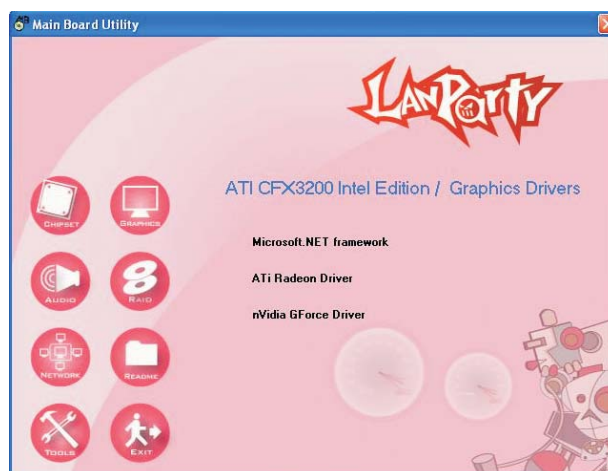 Main Board Utility
LANPARTY
ATI CFX3200 Intel Edition / Graphics Drivers
CHIPSET
GRAPHICS
Microsoft.NET framework
ATi Radeon Driver
AUDIO
RAID
nVidia GForce Driver
NETWORK
README
TOOLS
EXIT